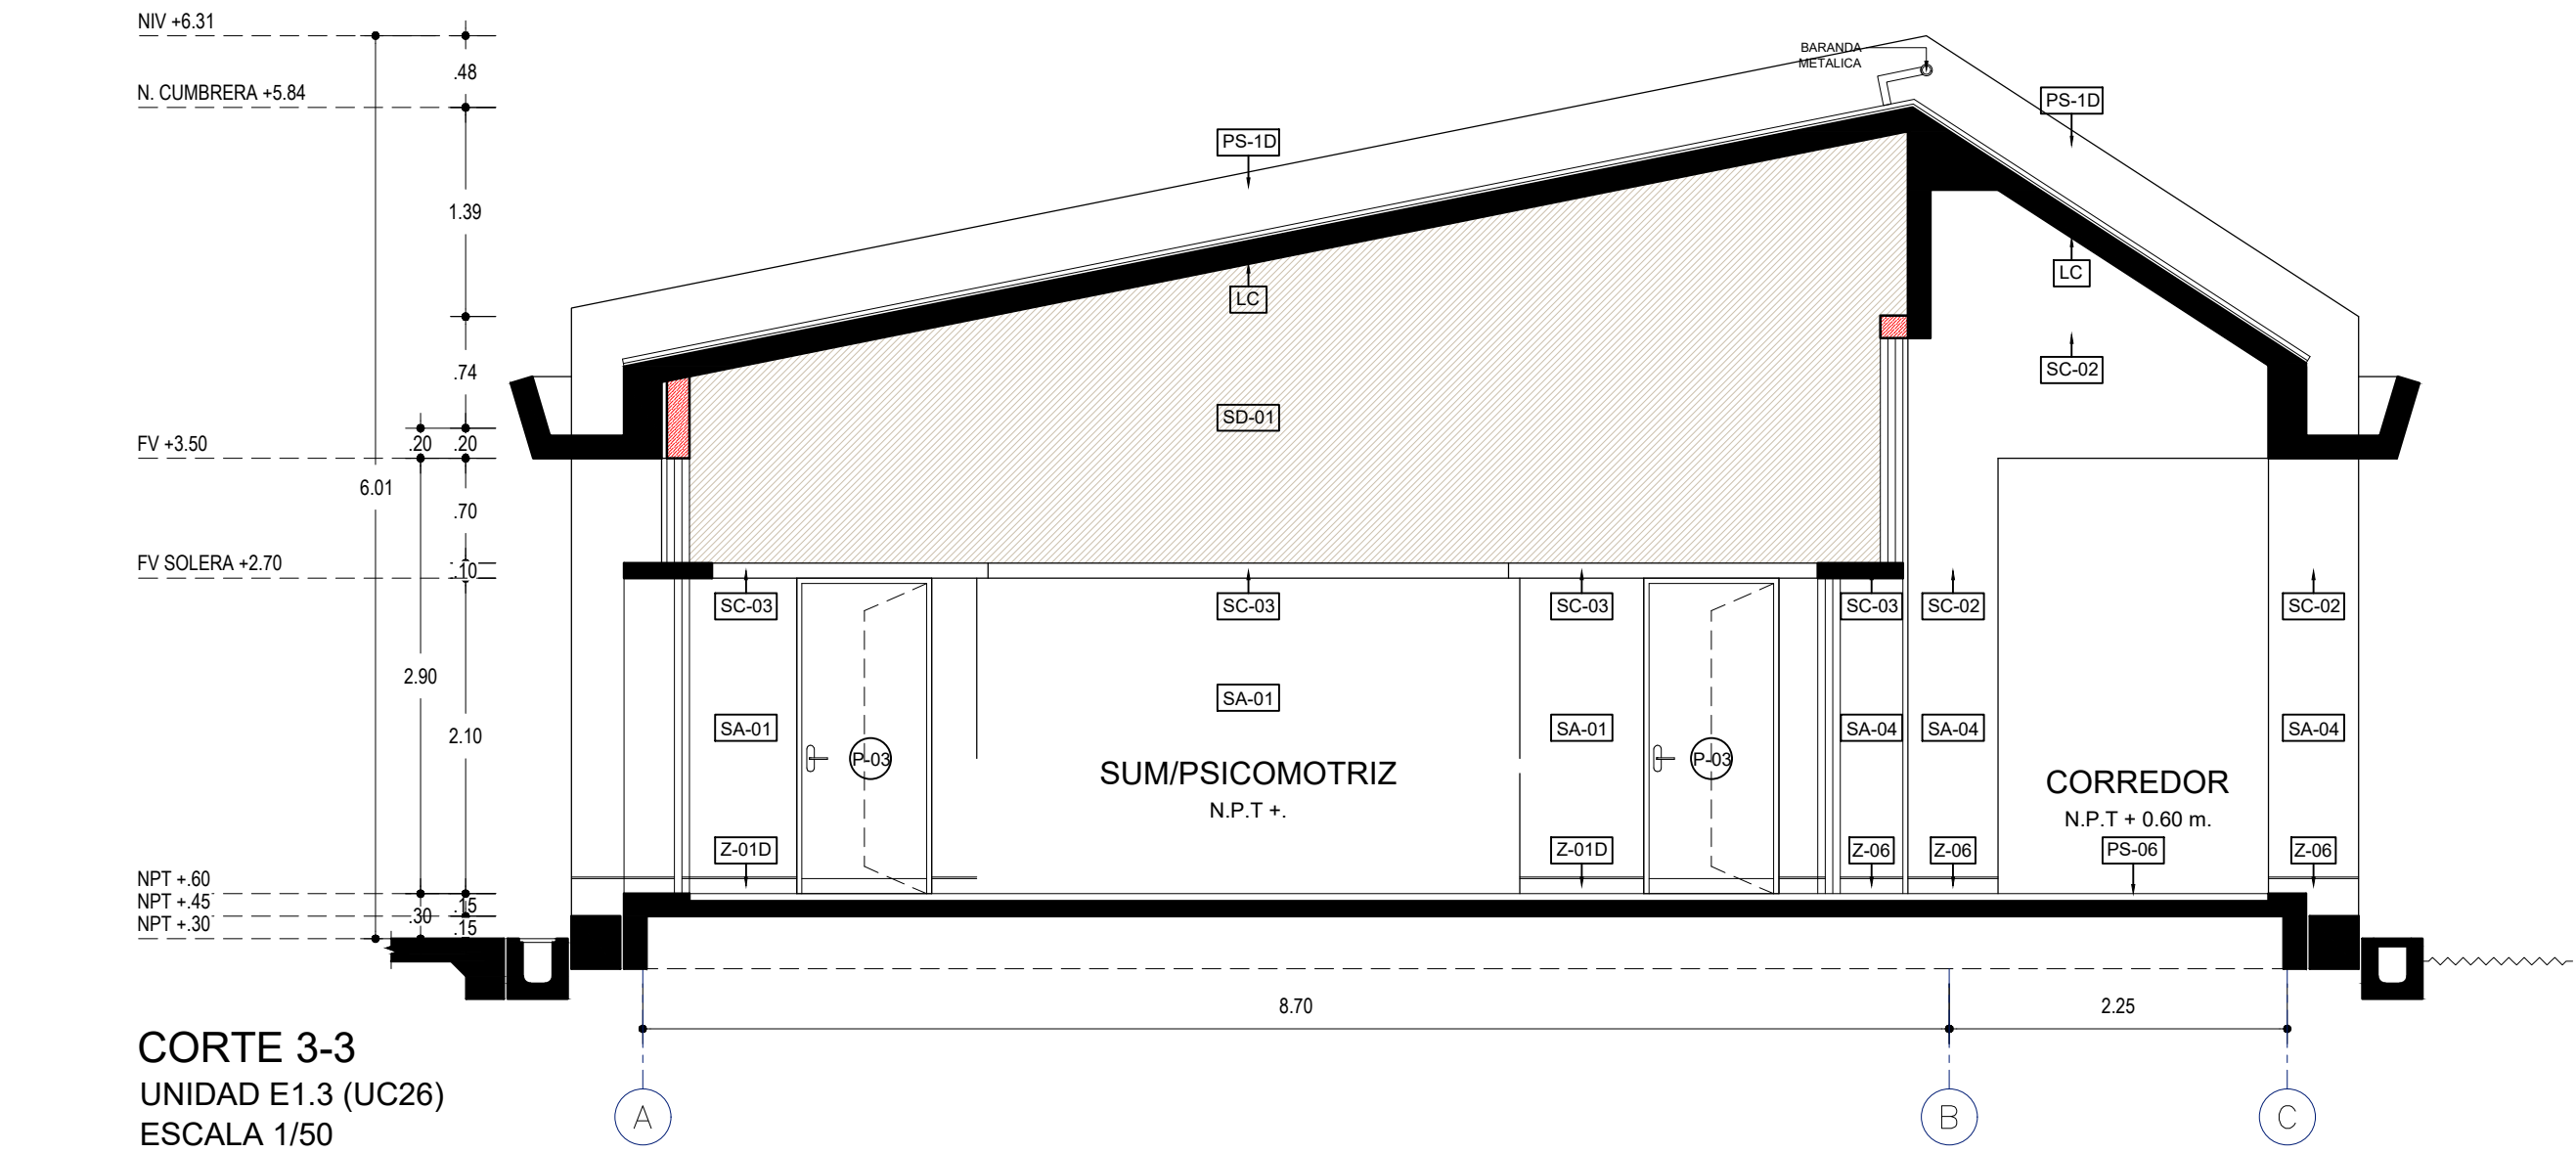 NIV +6.31
.48
BARANDA
METALICA
N. CUMBRERA +5.84
PS-1D
PS-1D
1.39
LC
LC
.74
SC-02
SD-01
FV +3.50
.20
.20
6.01
.70
FV SOLERA +2.70
.10
SC-03
SC-03
SC-03
SC-03
SC-02
SC-02
2.90
SA-01
2.10
SA-01
SA-01
SA-04
SA-04
SA-04
P-03
P-03
SUM/PSICOMOTRIZ
N.P.T +.
CORREDOR
N.P.T + 0.60 m.
Z-01D
Z-01D
Z-06
Z-06
PS-06
Z-06
NPT +.60
NPT +.45
.15
.30
NPT +.30
.15
8.70
2.25
CORTE 3-3
UNIDAD E1.3 (UC26)
ESCALA 1/50
A
B
C